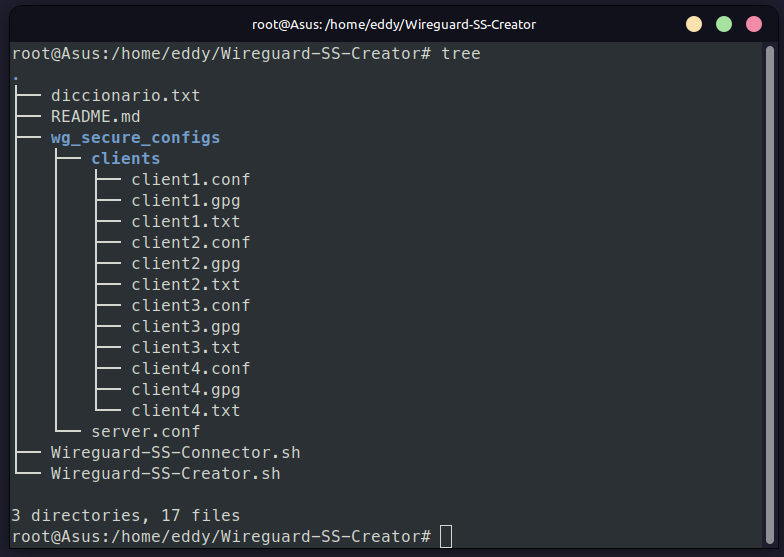 root@Asus: /home/eddy/Wireguard-SS-Creator
root@Asus:/home/eddy/Wireguard-SS-Creator# tree
.
├── diccionario.txt
├── README.md
├── wg_secure_configs
│   ├── clients
│   │   ├── client1.conf
│   │   ├── client1.gpg
│   │   ├── client1.txt
│   │   ├── client2.conf
│   │   ├── client2.gpg
│   │   ├── client2.txt
│   │   ├── client3.conf
│   │   ├── client3.gpg
│   │   ├── client3.txt
│   │   ├── client4.conf
│   │   ├── client4.gpg
│   │   └── client4.txt
│   └── server.conf
├── Wireguard-SS-Connector.sh
└── Wireguard-SS-Creator.sh

3 directories, 17 files
root@Asus:/home/eddy/Wireguard-SS-Creator#